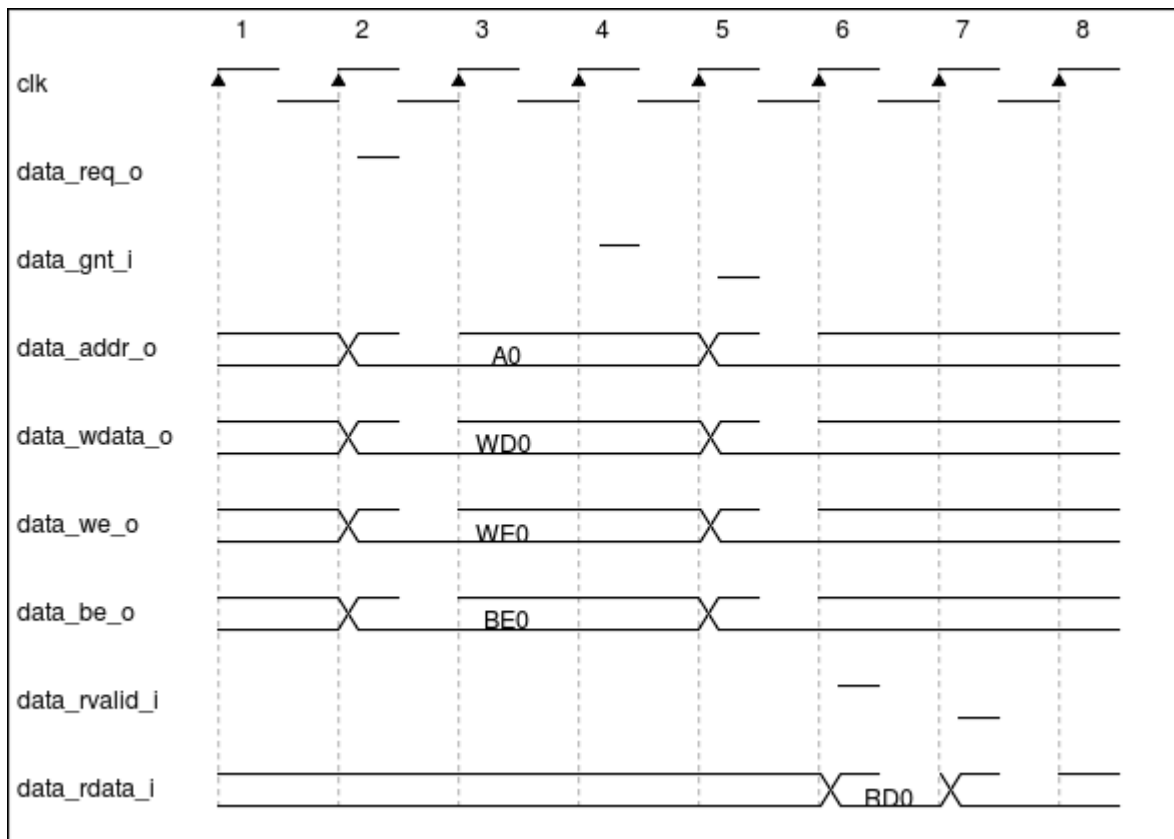 1 2 3 4 5 6 7 8
clk
data_req_o
data_gnt_i
data_addr_o A0
data_wdata_o WD0
data_we_o WE0
data_be_o BE0
data_rvalid_i
data_rdata_i RD0